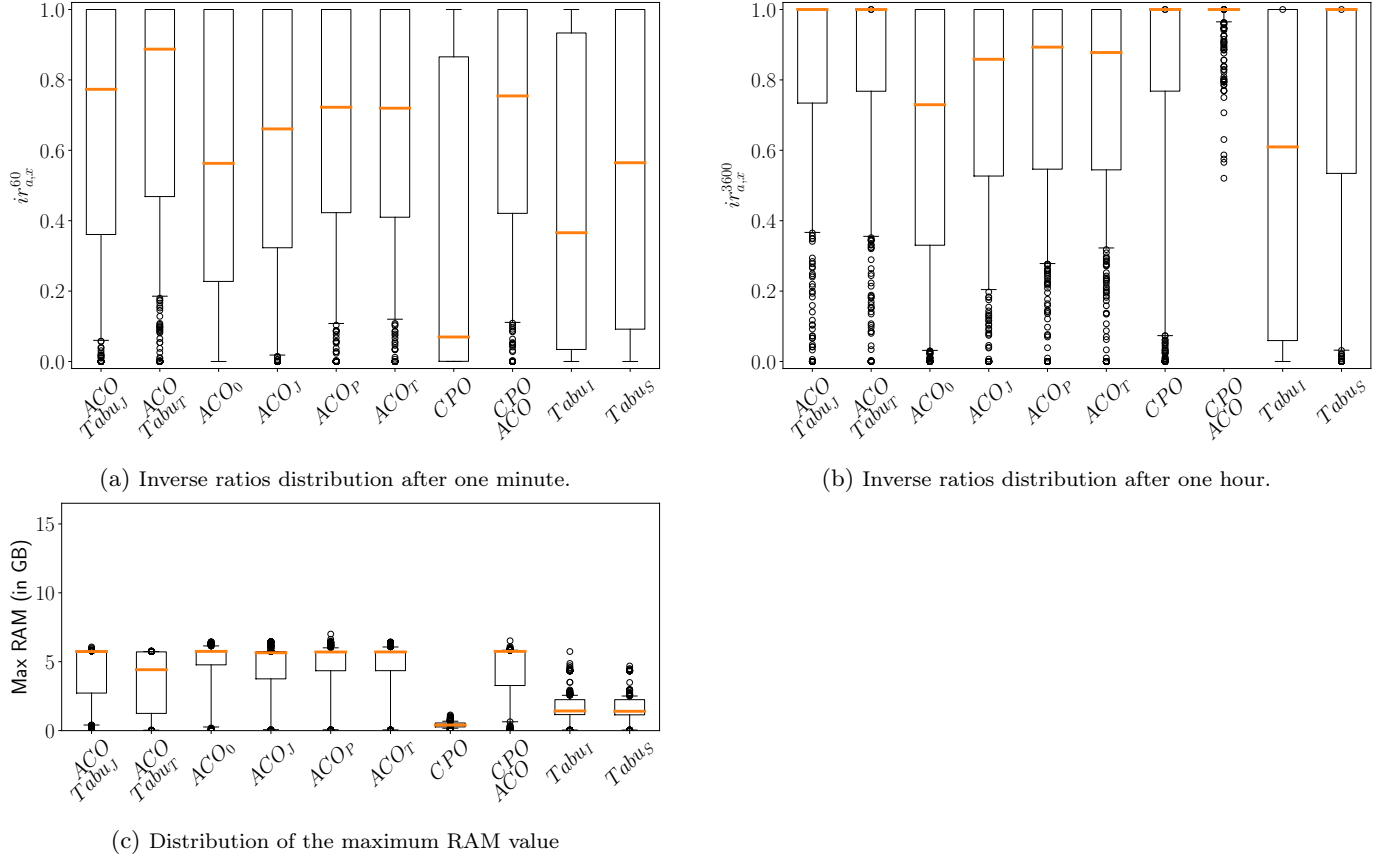 1.0
0.8
0.6
0.4
0.2
0.0
ir^{60}_{a,x}
ACO Tabu_J
ACO Tabu_T
ACO_0
ACO_J
ACO_P
ACO_T
CPO
CPO ACO
Tabu_I
Tabu_S
(a) Inverse ratios distribution after one minute.
1.0
0.8
0.6
0.4
0.2
0.0
ir^{3600}_{a,x}
ACO Tabu_J
ACO Tabu_T
ACO_0
ACO_J
ACO_P
ACO_T
CPO
CPO ACO
Tabu_I
Tabu_S
(b) Inverse ratios distribution after one hour.
15
10
5
0
Max RAM (in GB)
ACO Tabu_J
ACO Tabu_T
ACO_0
ACO_J
ACO_P
ACO_T
CPO
CPO ACO
Tabu_I
Tabu_S
(c) Distribution of the maximum RAM value